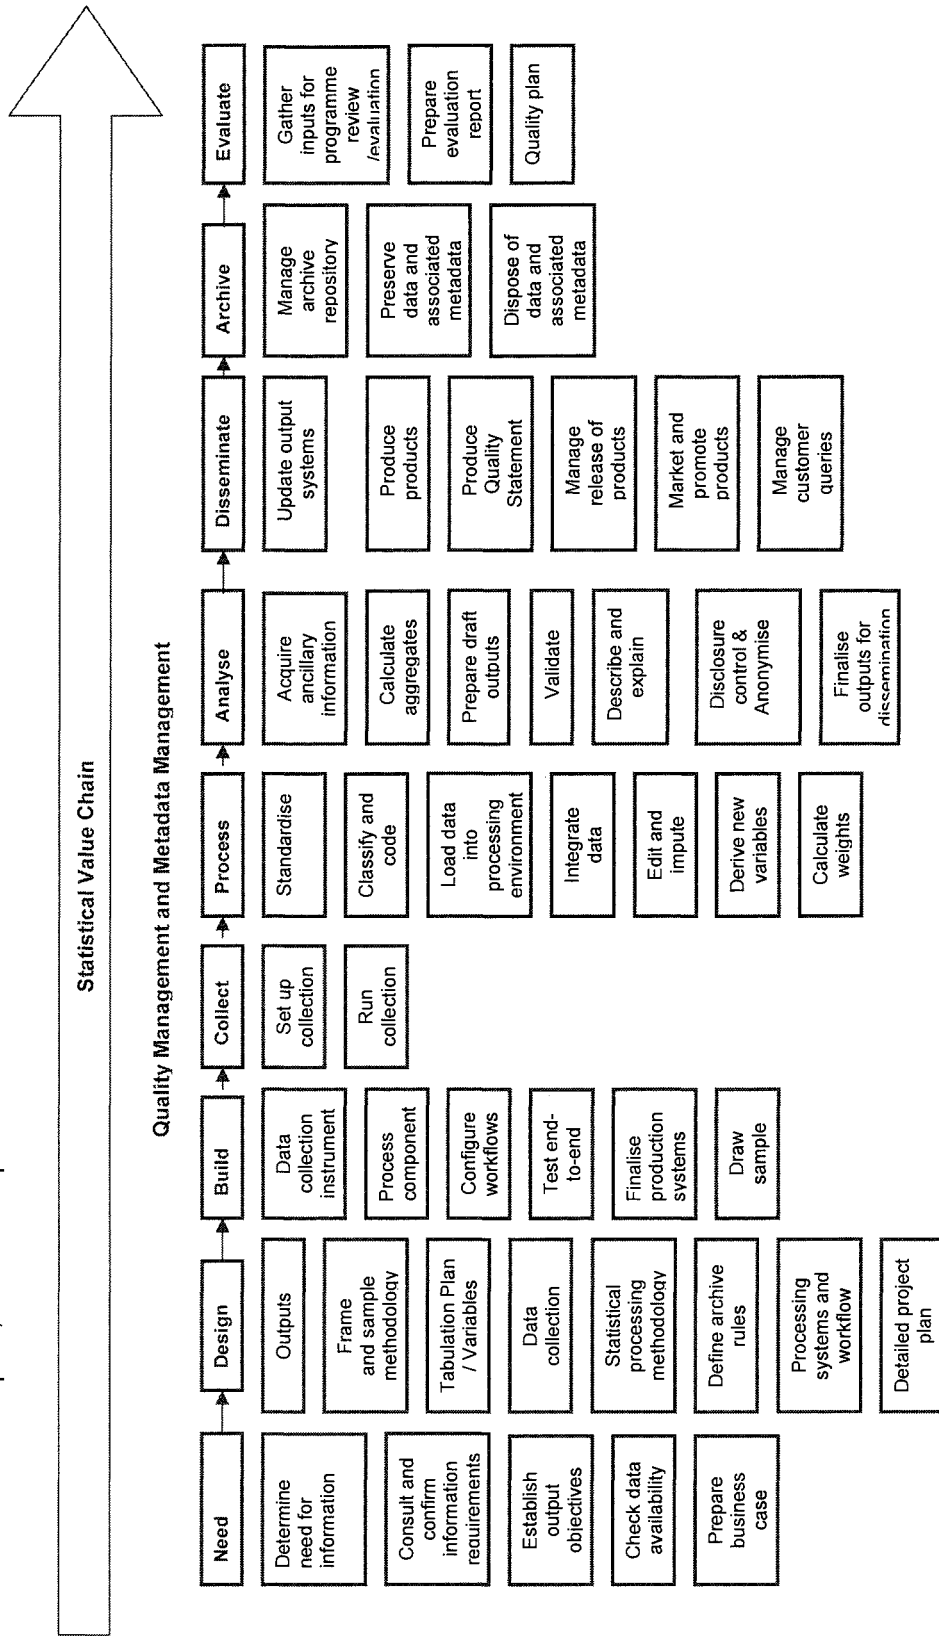 Statistical Value Chain
Quality Management and Metadata Management
Need
Determine
need for
information
Consult and
confirm
information
requirements
Establish
output
objectives
Check data
availability
Prepare
business
case
Design
Outputs
Frame
and sample
methodology
Tabulation Plan
/ Variables
Data
collection
Statistical
processing
methodology
Define archive
rules
Processing
systems and
workflow
Detailed project
plan
Build
Data
collection
instrument
Process
component
Configure
workflows
Test end-
to-end
Finalise
production
systems
Draw
sample
Collect
Set up
collection
Run
collection
Process
Standardise
Classify and
code
Load data
into
processing
environment
Integrate
data
Edit and
impute
Derive new
variables
Calculate
weights
Analyse
Acquire
ancillary
information
Calculate
aggregates
Prepare draft
outputs
Validate
Describe and
explain
Disclosure
control &
Anonymise
Finalise
outputs for
dissemination
Disseminate
Update output
systems
Produce
products
Produce
Quality
Statement
Manage
release of
products
Market and
promote
products
Manage
customer
queries
Archive
Manage
archive
repository
Preserve
data and
associated
metadata
Dispose of
data and
associated
metadata
Evaluate
Gather
inputs for
programme
review
/evaluation
Prepare
evaluation
report
Quality plan